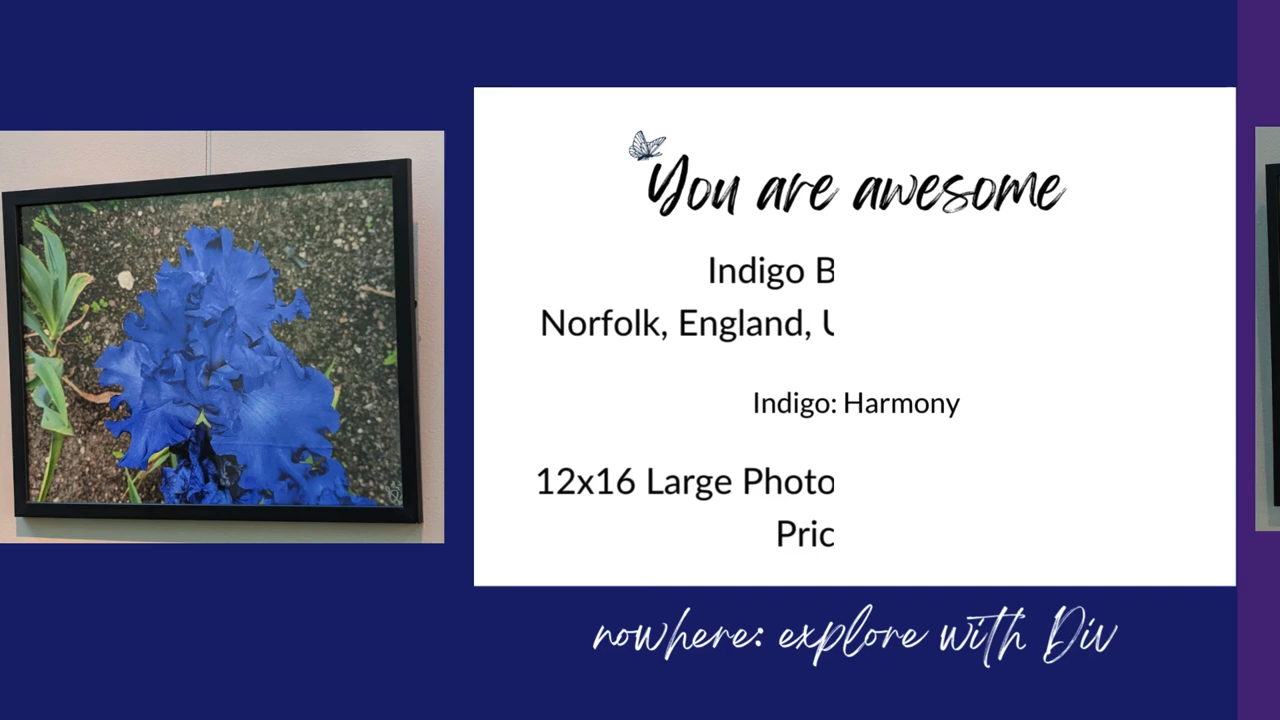 You are awesome
Indigo B
Norfolk, England, U
Indigo: Harmony
12x16 Large Photo
Pric
nowhere: explore with Div